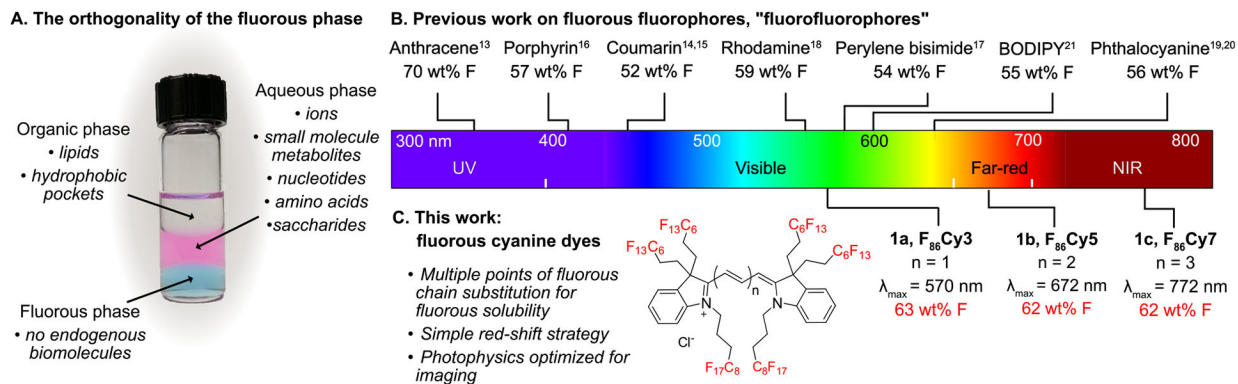 A. The orthogonality of the fluorous phase
Organic phase
• lipids
• hydrophobic
pockets
Aqueous phase
• ions
• small molecule
metabolites
• nucleotides
• amino acids
•saccharides
Fluorous phase
• no endogenous
biomolecules
B. Previous work on fluorous fluorophores, "fluorofluorophores"
Anthracene¹³ Porphyrin¹⁶ Coumarin¹⁴,¹⁵ Rhodamine¹⁸ Perylene bisimide¹⁷ BODIPY²¹ Phthalocyanine¹⁹,²⁰
70 wt% F 57 wt% F 52 wt% F 59 wt% F 54 wt% F 55 wt% F 56 wt% F
300 nm 400 500 600 700 800
UV Visible Far-red NIR
C. This work:
fluorous cyanine dyes
• Multiple points of fluorous
chain substitution for
fluorous solubility
• Simple red-shift strategy
• Photophysics optimized for
imaging
F₁₃C₆ C₆F₁₃
F₁₃C₆ C₆F₁₃
n
N + N
Cl⁻
F₁₇C₈ C₈F₁₇
1a, F₈₆Cy3 1b, F₈₆Cy5 1c, F₈₆Cy7
n = 1 n = 2 n = 3
λmax = 570 nm λmax = 672 nm λmax = 772 nm
63 wt% F 62 wt% F 62 wt% F